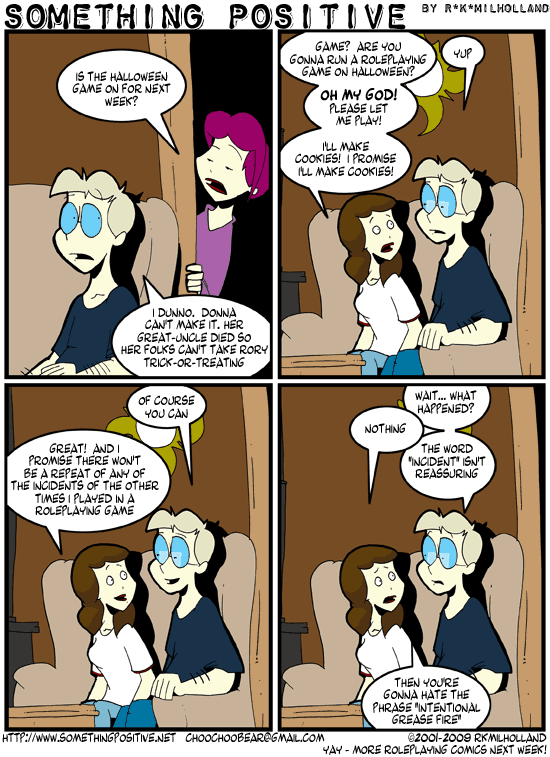 SOMETHING POSITIVE BY R*K*MILHOLLAND
IS THE HALLOWEEN
GAME ON FOR NEXT
WEEK?
I DUNNO. DONNA
CAN'T MAKE IT. HER
GREAT-UNCLE DIED SO
HER FOLKS CAN'T TAKE RORY
TRICK-OR-TREATING
GAME? ARE YOU
GONNA RUN A ROLEPLAYING
GAME ON HALLOWEEN?
YUP
OH MY GOD!
PLEASE LET
ME PLAY!
I'LL MAKE
COOKIES! I PROMISE
I'LL MAKE COOKIES!
OF COURSE
YOU CAN
GREAT! AND I
PROMISE THERE WON'T
BE A REPEAT OF ANY OF
THE INCIDENTS OF THE OTHER
TIMES I PLAYED IN A
ROLEPLAYING GAME
WAIT... WHAT
HAPPENED?
NOTHING
THE WORD
"INCIDENT" ISN'T
REASSURING
THEN YOU'RE
GONNA HATE THE
PHRASE "INTENTIONAL
GREASE FIRE"
HTTP://WWW.SOMETHINGPOSITIVE.NET CHOOCHOOBEAR@GMAIL.COM ©2001-2009 RKMILHOLLAND
YAY - MORE ROLEPLAYING COMICS NEXT WEEK!